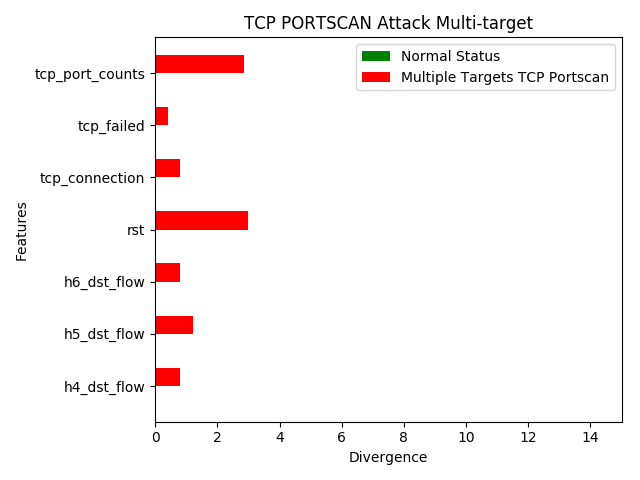 TCP PORTSCAN Attack Multi-target
Normal Status
Multiple Targets TCP Portscan
Features
tcp_port_counts
tcp_failed
tcp_connection
rst
h6_dst_flow
h5_dst_flow
h4_dst_flow
0 2 4 6 8 10 12 14
Divergence